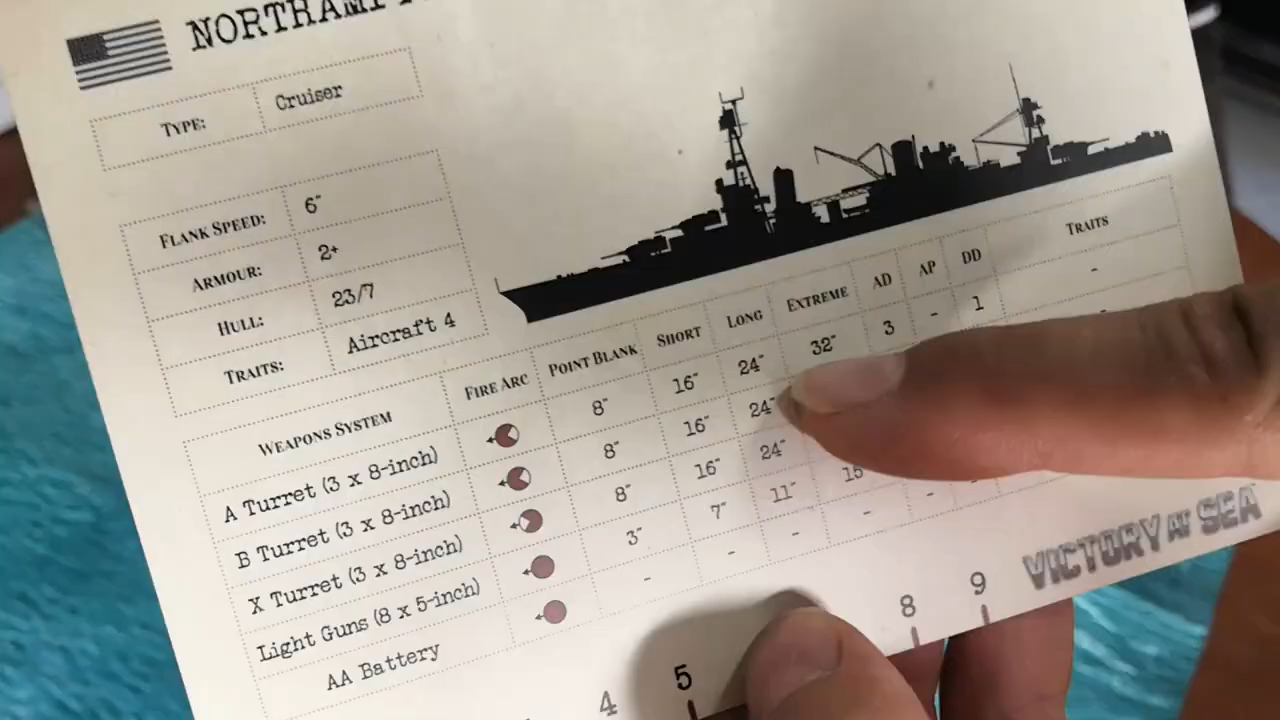 TYPE: Cruiser
FLANK SPEED: 6"
ARMOUR: 2+
HULL: 23/7
TRAITS: Aircraft 4
WEAPONS SYSTEM FIRE ARC POINT BLANK SHORT LONG EXTREME AD AP DD TRAITS
A Turret (3 x 8-inch) 8" 16" 24" 32" 3 - 1 -
B Turret (3 x 8-inch) 8" 16" 24" -
X Turret (3 x 8-inch) 8" 16" 24"
Light Guns (8 x 5-inch) 3" 7" 11" 15 - -
AA Battery - - - -
VICTORY AT SEA
4 5 8 9